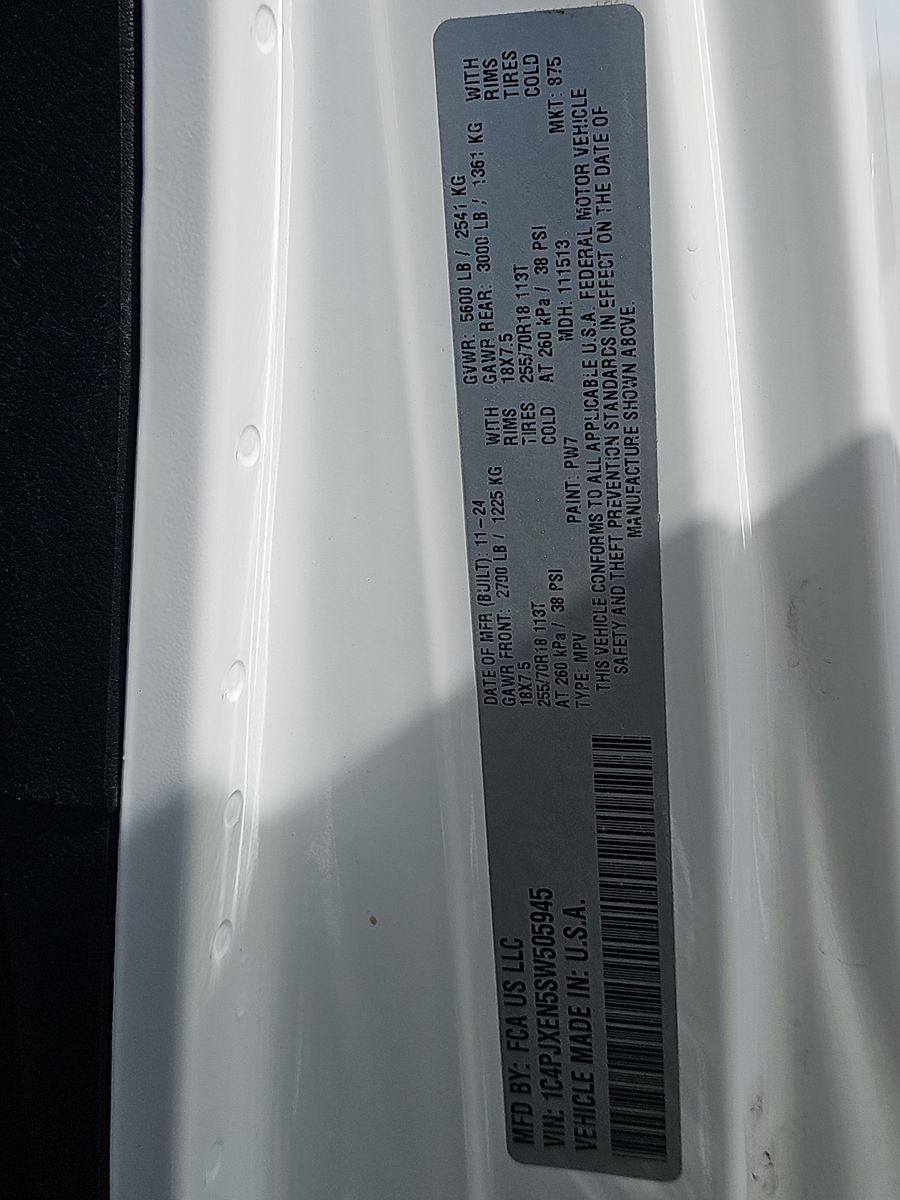 MFD BY: FCA US LLC
VIN: 1C4PJXEN5SW505945
VEHICLE MADE IN: U.S.A.
DATE OF MFR (BUILT): 11-24
GAWR FRONT: 2700 LB / 1225 KG WITH
18X7.5 RIMS
255/70R18 113T TIRES
AT 260 kPa / 38 PSI COLD
GVWR: 5600 LB / 2541 KG
GAWR REAR: 3000 LB / 1361 KG WITH
18X7.5 RIMS
255/70R18 113T TIRES
AT 260 kPa / 38 PSI COLD
TYPE: MPV PAINT: PW7 MDH: 111513 MKT: 875
THIS VEHICLE CONFORMS TO ALL APPLICABLE U.S.A. FEDERAL MOTOR VEHICLE
SAFETY AND THEFT PREVENTION STANDARDS IN EFFECT ON THE DATE OF
MANUFACTURE SHOWN ABOVE.